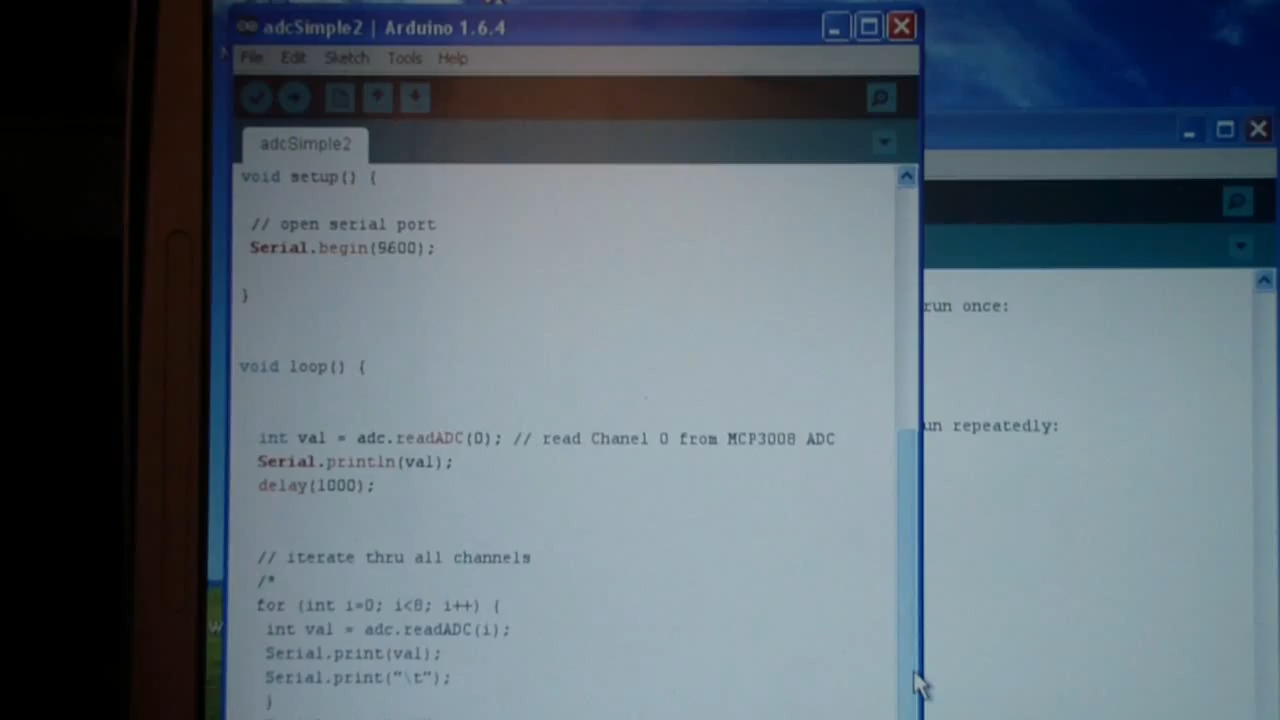 adcSimple2 | Arduino 1.6.4
File Edit Sketch Tools Help
adcSimple2
void setup() {
// open serial port
Serial.begin(9600);
}
void loop() {
int val = adc.readADC(0); // read Chanel 0 from MCP3008 ADC
Serial.println(val);
delay(1000);
// iterate thru all channels
/*
for (int i=0; i<8; i++) {
int val = adc.readADC(i);
Serial.print(val);
Serial.print("\t");
}
run once:
un repeatedly:
W